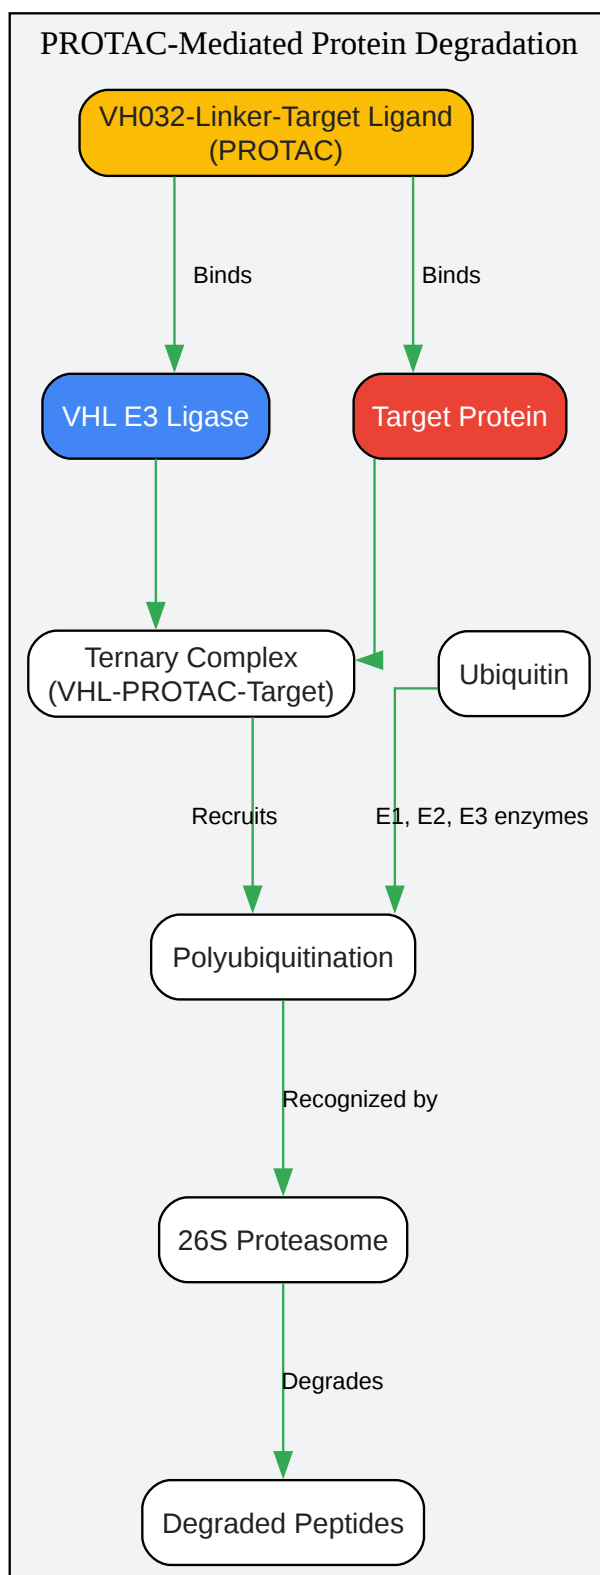 PROTAC-Mediated Protein Degradation
VH032-Linker-Target Ligand
(PROTAC)
Binds
Binds
VHL E3 Ligase
Target Protein
Ternary Complex
(VHL-PROTAC-Target)
Ubiquitin
Recruits
E1, E2, E3 enzymes
Polyubiquitination
Recognized by
26S Proteasome
Degrades
Degraded Peptides